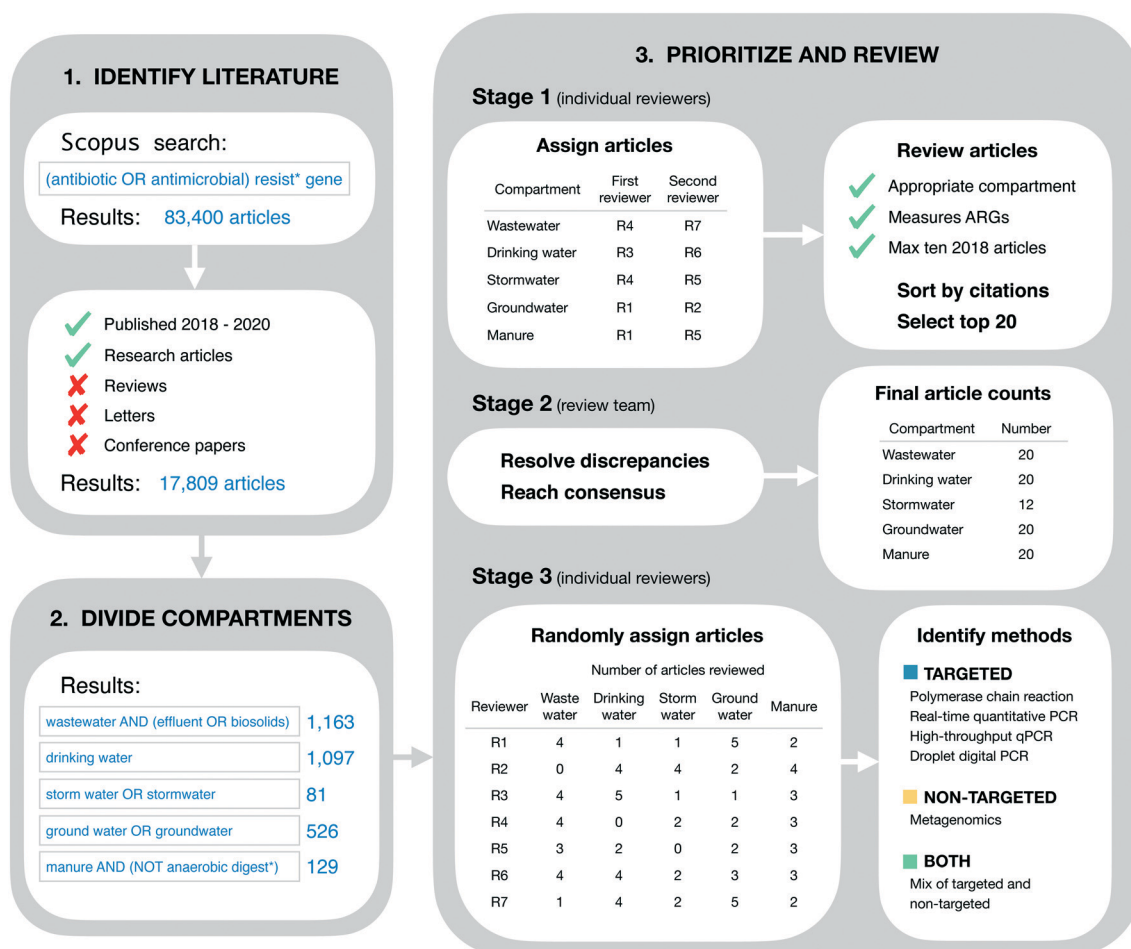 1. IDENTIFY LITERATURE
Scopus search:
(antibiotic OR antimicrobial) resist* gene
Results: 83,400 articles
Published 2018 - 2020
Research articles
Reviews
Letters
Conference papers
Results: 17,809 articles
2. DIVIDE COMPARTMENTS
Results:
wastewater AND (effluent OR biosolids) 1,163
drinking water 1,097
storm water OR stormwater 81
ground water OR groundwater 526
manure AND (NOT anaerobic digest*) 129
3. PRIORITIZE AND REVIEW
Stage 1 (individual reviewers)
Assign articles
Compartment First reviewer Second reviewer
Wastewater R4 R7
Drinking water R3 R6
Stormwater R4 R5
Groundwater R1 R2
Manure R1 R5
Review articles
Appropriate compartment
Measures ARGs
Max ten 2018 articles
Sort by citations
Select top 20
Stage 2 (review team)
Resolve discrepancies
Reach consensus
Final article counts
Compartment Number
Wastewater 20
Drinking water 20
Stormwater 12
Groundwater 20
Manure 20
Stage 3 (individual reviewers)
Randomly assign articles
Number of articles reviewed
Reviewer Waste water Drinking water Storm water Ground water Manure
R1 4 1 1 5 2
R2 0 4 4 2 4
R3 4 5 1 1 3
R4 4 0 2 2 3
R5 3 2 0 2 3
R6 4 4 2 3 3
R7 1 4 2 5 2
Identify methods
TARGETED
Polymerase chain reaction
Real-time quantitative PCR
High-throughput qPCR
Droplet digital PCR
NON-TARGETED
Metagenomics
BOTH
Mix of targeted and
non-targeted